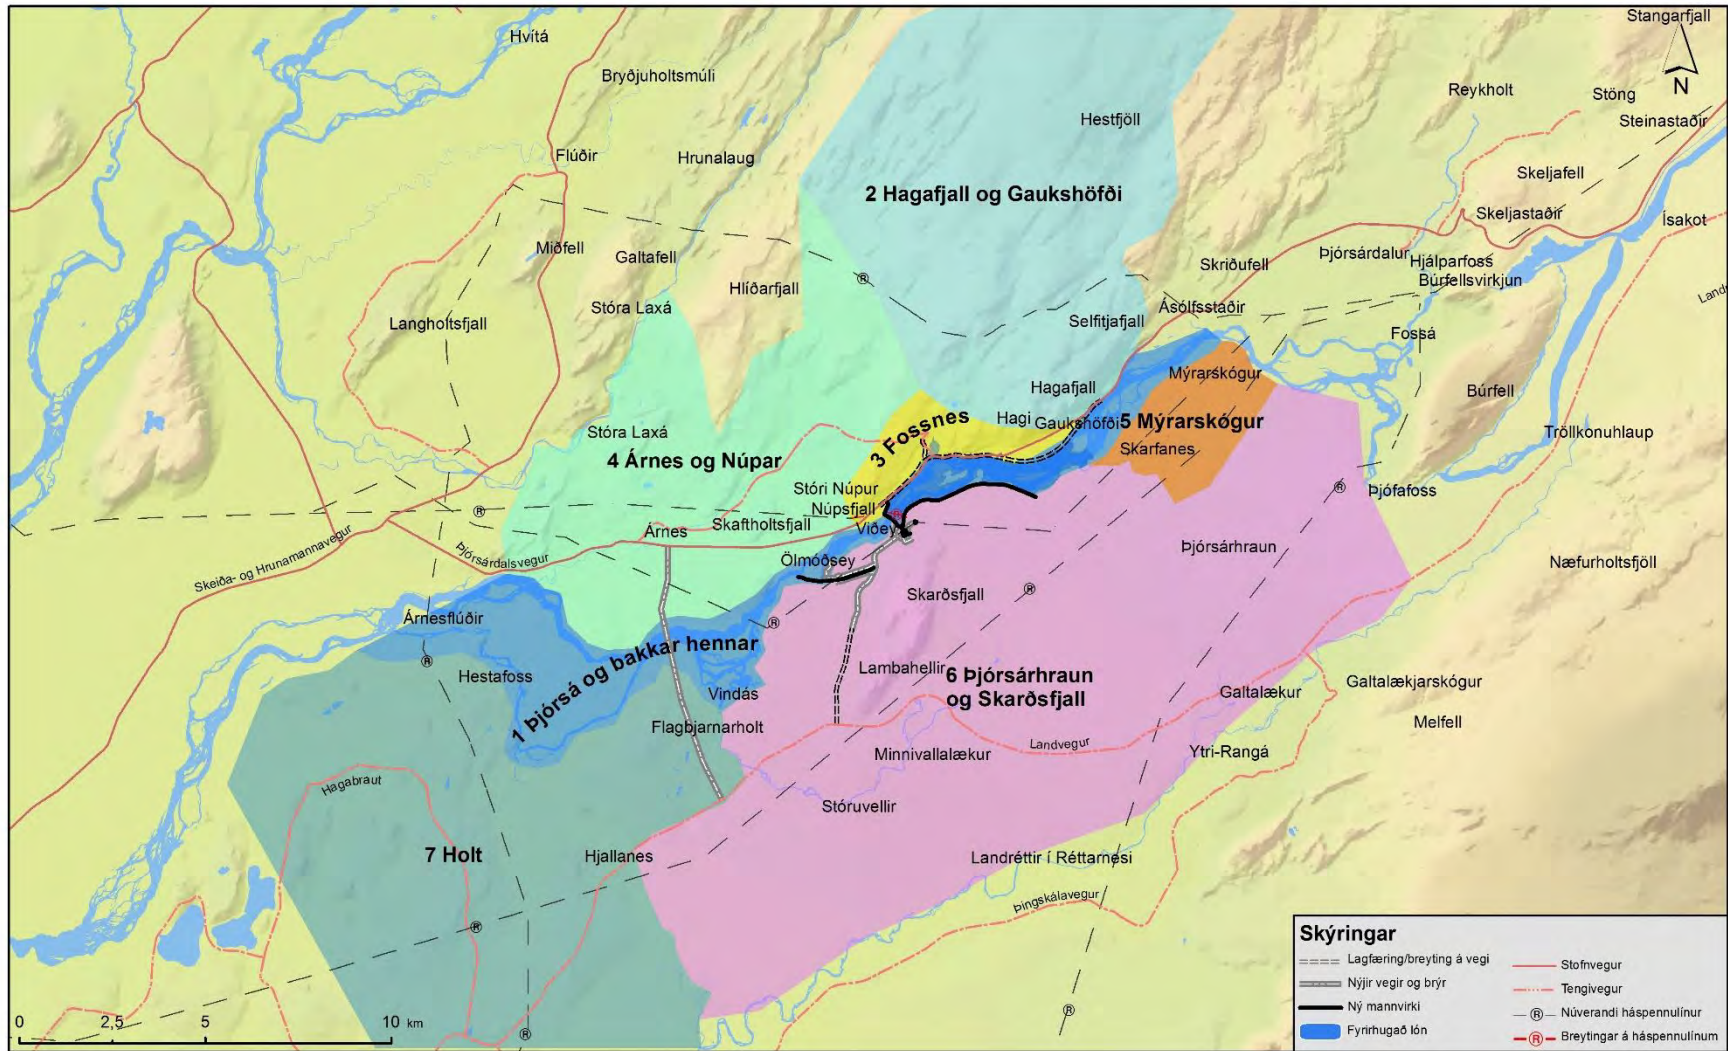 Stangarfjall
N
Hvítá
Bryðjuholtsmúli
Reykholt
Stöng
Steinastaðir
Hestfjöll
Flúðir
Hrunalaug
Skeljafell
2 Hagafjall og Gaukshöfði
Skeljastaðir
Ísakot
Miðfell
Galtafell
Þjórsárdalur
Hjálparfoss
Skriðufell
Búrfellsvirkjun
Hlíðarfjall
R
Landv
Stóra Laxá
Ásólfsstaðir
Langholtsfjall
Selfitjafjall
Fossá
Mýrarskógur
Hagafjall
Búrfell
Hagi
Gaukshöfði
5 Mýrarskógur
3 Fossnes
Stóra Laxá
Tröllkonuhlaup
4 Árnes og Núpar
Skarfanes
Stóri Núpur
R
Þjófafoss
Núpsfjall
R
R
Skaftholtsfjall
Viðey
Árnes
Þjórsárhraun
Skeiða- og Hrunamannavegur
Þjórsárdalsvegur
Ölmóðsey
Næfurholtsfjöll
Skarðsfjall
R
Árnesflúðir
R
R
1 Þjórsá og bakkar hennar
Hestafoss
Lambahellir
6 Þjórsárhraun
og Skarðsfjall
Vindás
Galtalækur
Galtalækjarskógur
Flagbjarnarholt
Melfell
Landvegur
Minnivallalækur
Ytri-Rangá
Hagabraut
Stóruvellir
7 Holt
Hjallanes
Landréttir í Réttarnesi
Þingskálavegur
R
R
R
0 2,5 5 10 km
Skýringar
Lagfæring/breyting á vegi
Nýjir vegir og brýr
Ný mannvirki
Fyrirhugað lón
Stofnvegur
Tengivegur
R Núverandi háspennulínur
R Breytingar á háspennulínum